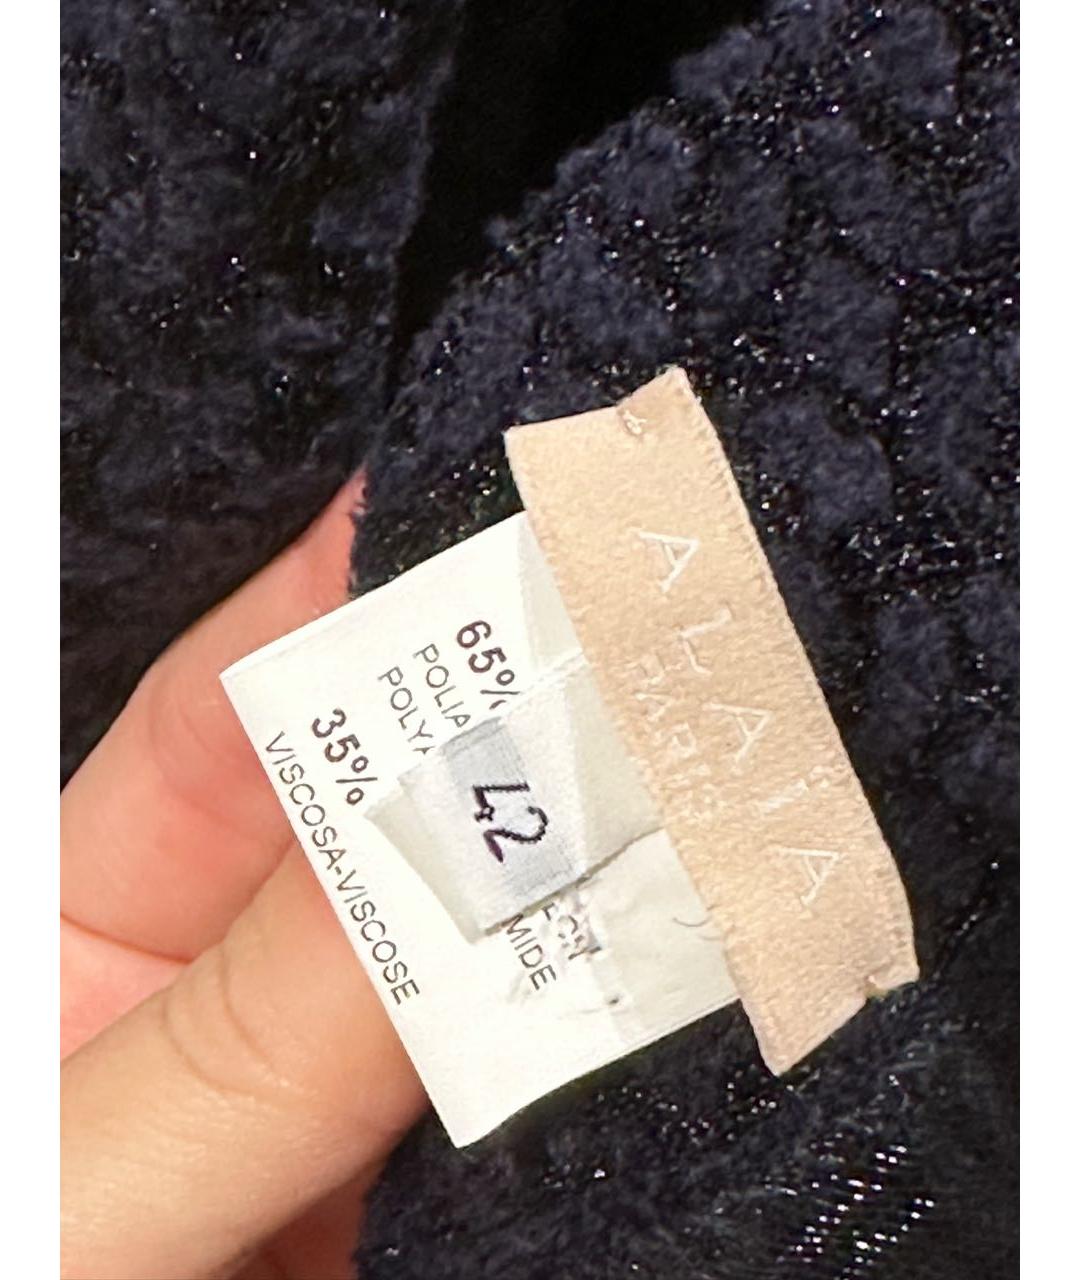 ALAÏA
PARIS
42
65%
POLIA
POLYA
MIDE
35%
VISCOSA-VISCOSE